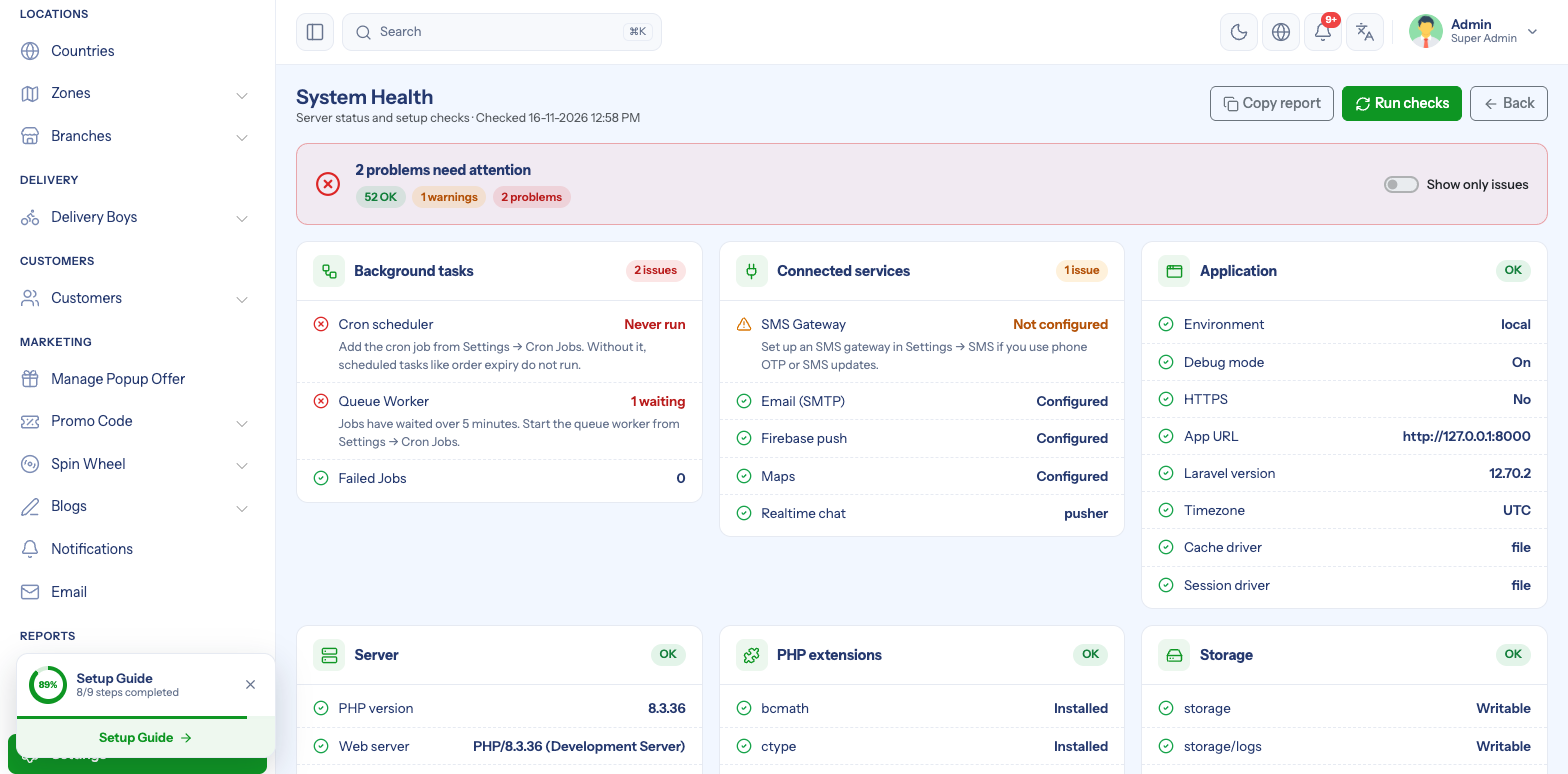 LOCATIONS
Countries
Zones
Branches
DELIVERY
Delivery Boys
CUSTOMERS
Customers
MARKETING
Manage Popup Offer
Promo Code
Spin Wheel
Blogs
Notifications
Email
REPORTS
89%
Setup Guide
8/9 steps completed
Setup Guide →
Search
⌘K
9+
Admin
Super Admin
System Health
Server status and setup checks · Checked 16-11-2026 12:58 PM
Copy report
Run checks
Back
2 problems need attention
52 OK
1 warnings
2 problems
Show only issues
Background tasks
2 issues
Cron scheduler
Never run
Add the cron job from Settings → Cron Jobs. Without it,
scheduled tasks like order expiry do not run.
Queue Worker
1 waiting
Jobs have waited over 5 minutes. Start the queue worker from
Settings → Cron Jobs.
Failed Jobs
0
Connected services
1 issue
SMS Gateway
Not configured
Set up an SMS gateway in Settings → SMS if you use phone
OTP or SMS updates.
Email (SMTP)
Configured
Firebase push
Configured
Maps
Configured
Realtime chat
pusher
Application
OK
Environment
local
Debug mode
On
HTTPS
No
App URL
http://127.0.0.1:8000
Laravel version
12.70.2
Timezone
UTC
Cache driver
file
Session driver
file
Server
OK
PHP version
8.3.36
Web server
PHP/8.3.36 (Development Server)
PHP extensions
OK
bcmath
Installed
ctype
Installed
Storage
OK
storage
Writable
storage/logs
Writable